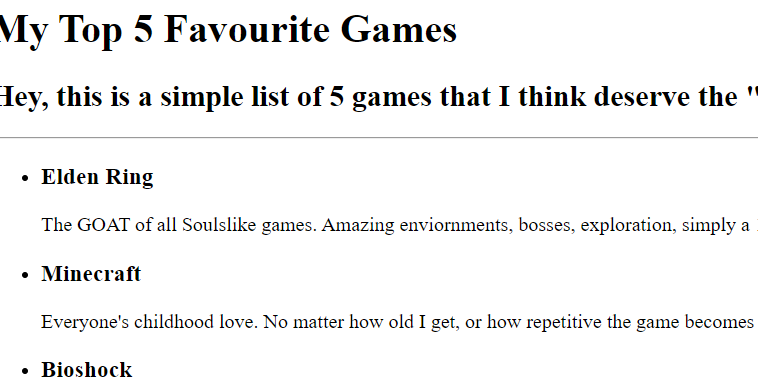 My Top 5 Favourite Games
Hey, this is a simple list of 5 games that I think deserve the "
Elden Ring
The GOAT of all Soulslike games. Amazing enviornments, bosses, exploration, simply a
Minecraft
Everyone's childhood love. No matter how old I get, or how repetitive the game becomes
Bioshock